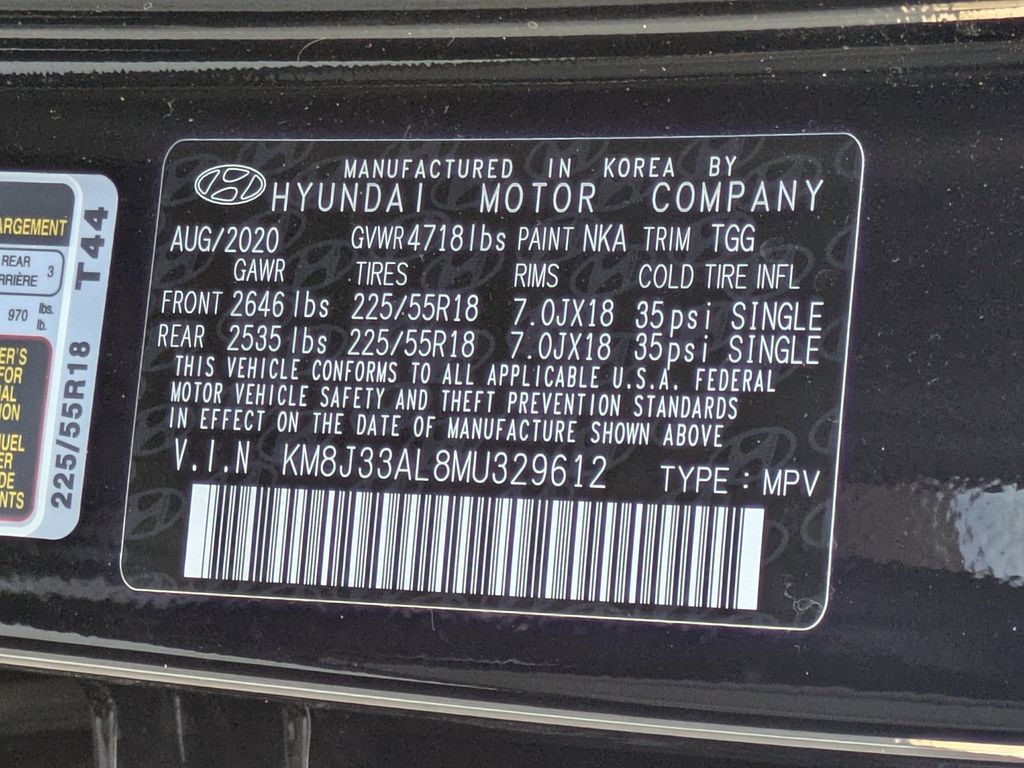 MANUFACTURED IN KOREA BY
HYUNDAI MOTOR COMPANY
AUG/2020 GVWR 4718lbs PAINT NKA TRIM TGG
GAWR TIRES RIMS COLD TIRE INFL
FRONT 2646 lbs 225/55R18 7.0JX18 35psi SINGLE
REAR 2535 lbs 225/55R18 7.0JX18 35psi SINGLE
THIS VEHICLE CONFORMS TO ALL APPLICABLE U.S.A. FEDERAL
MOTOR VEHICLE SAFETY AND THEFT PREVENTION STANDARDS
IN EFFECT ON THE DATE OF MANUFACTURE SHOWN ABOVE
V.I.N KM8J33AL8MU329612 TYPE : MPV
REAR 3
970 lbs.
lb.
FOR
225/55R18 T44